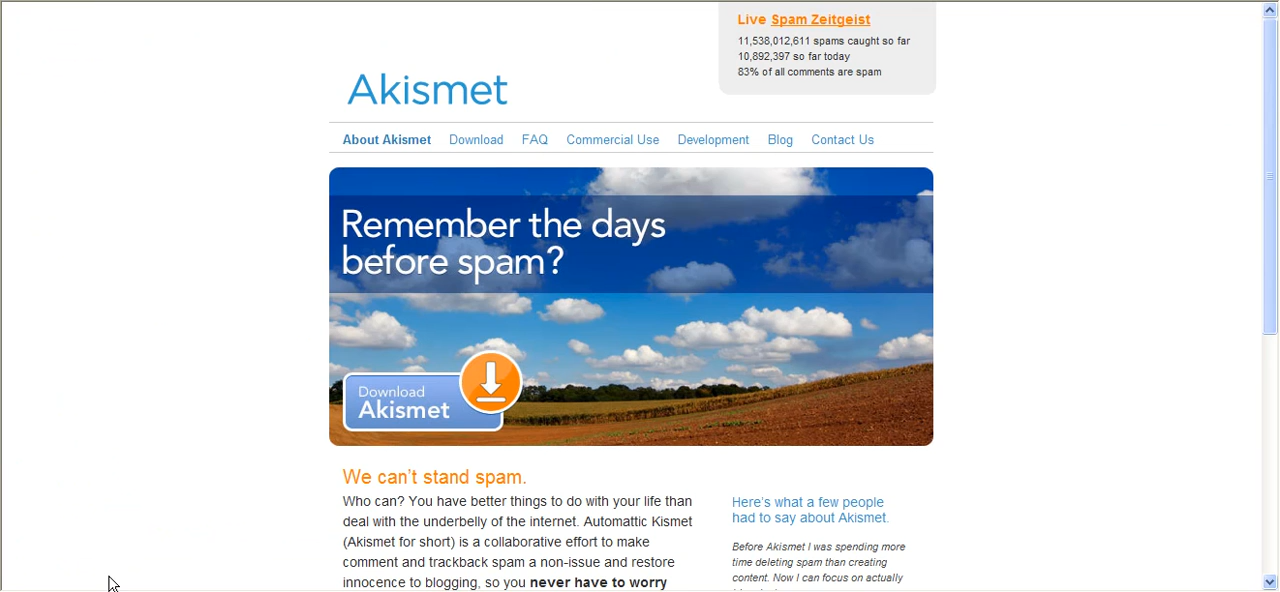 Live Spam Zeitgeist
11,538,012,611 spams caught so far
10,892,397 so far today
83% of all comments are spam
Akismet
About Akismet Download FAQ Commercial Use Development Blog Contact Us
Remember the days
before spam?
Download
Akismet
We can't stand spam.
Who can? You have better things to do with your life than
deal with the underbelly of the internet. Automattic Kismet
(Akismet for short) is a collaborative effort to make
comment and trackback spam a non-issue and restore
innocence to blogging, so you never have to worry
Here's what a few people
had to say about Akismet.
Before Akismet I was spending more
time deleting spam than creating
content. Now I can focus on actually